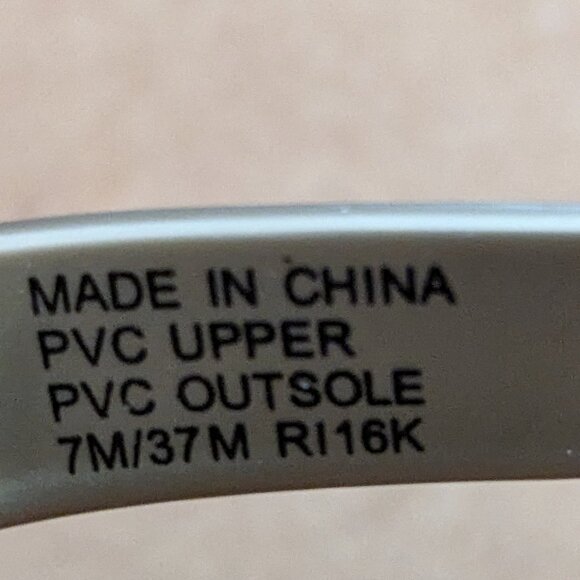 MADE IN CHINA
PVC UPPER
PVC OUTSOLE
7M/37M RI16K